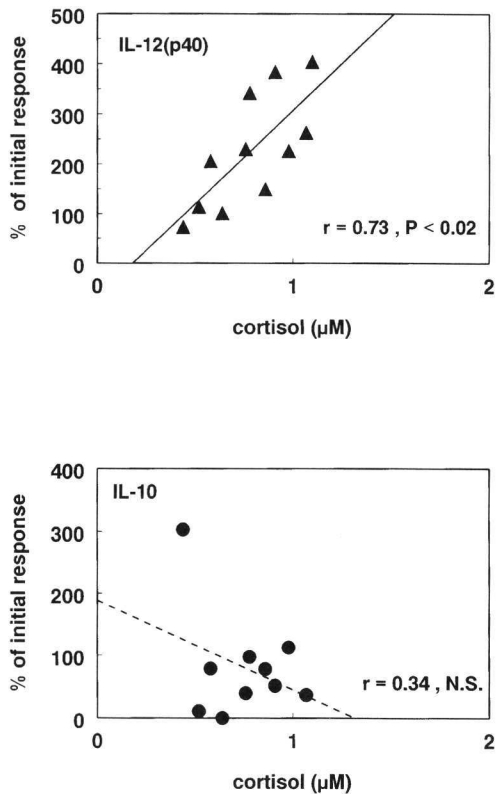 500
IL-12(p40)
400
300
200
100
r = 0.73 , P < 0.02
0
0 1 2
% of initial response
cortisol (µM)
400
IL-10
300
200
100
r = 0.34 , N.S.
0
0 1 2
% of initial response
cortisol (µM)